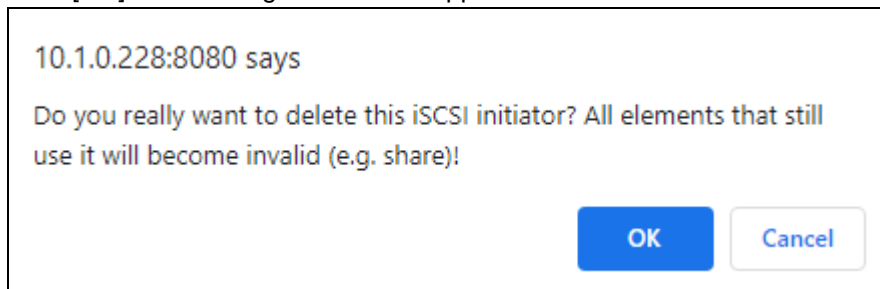 10.1.0.228:8080 says
Do you really want to delete this iSCSI initiator? All elements that still
use it will become invalid (e.g. share)!
OK
Cancel